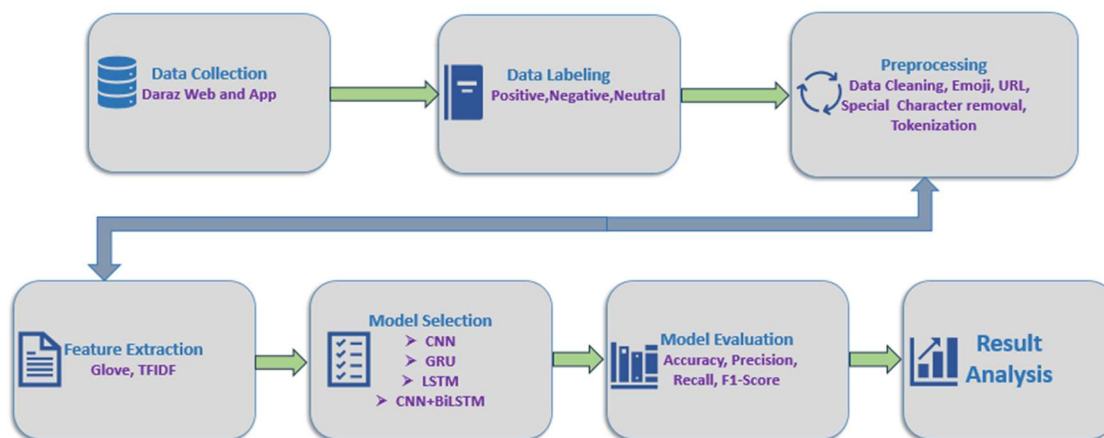 Data Collection
Daraz Web and App
Data Labeling
Positive,Negative,Neutral
Preprocessing
Data Cleaning, Emoji, URL,
Special Character removal,
Tokenization
Feature Extraction
Glove, TFIDF
Model Selection
➤ CNN
➤ GRU
➤ LSTM
➤ CNN+BiLSTM
Model Evaluation
Accuracy, Precision,
Recall, F1-Score
Result
Analysis